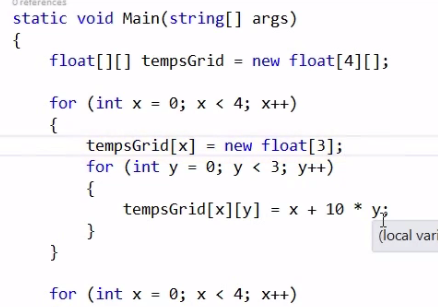 0 references
static void Main(string[] args)
{
float[][] tempsGrid = new float[4][];
for (int x = 0; x < 4; x++)
{
tempsGrid[x] = new float[3];
for (int y = 0; y < 3; y++)
{
tempsGrid[x][y] = x + 10 * y;
(local vari
}
}
for (int x = 0; x < 4; x++)